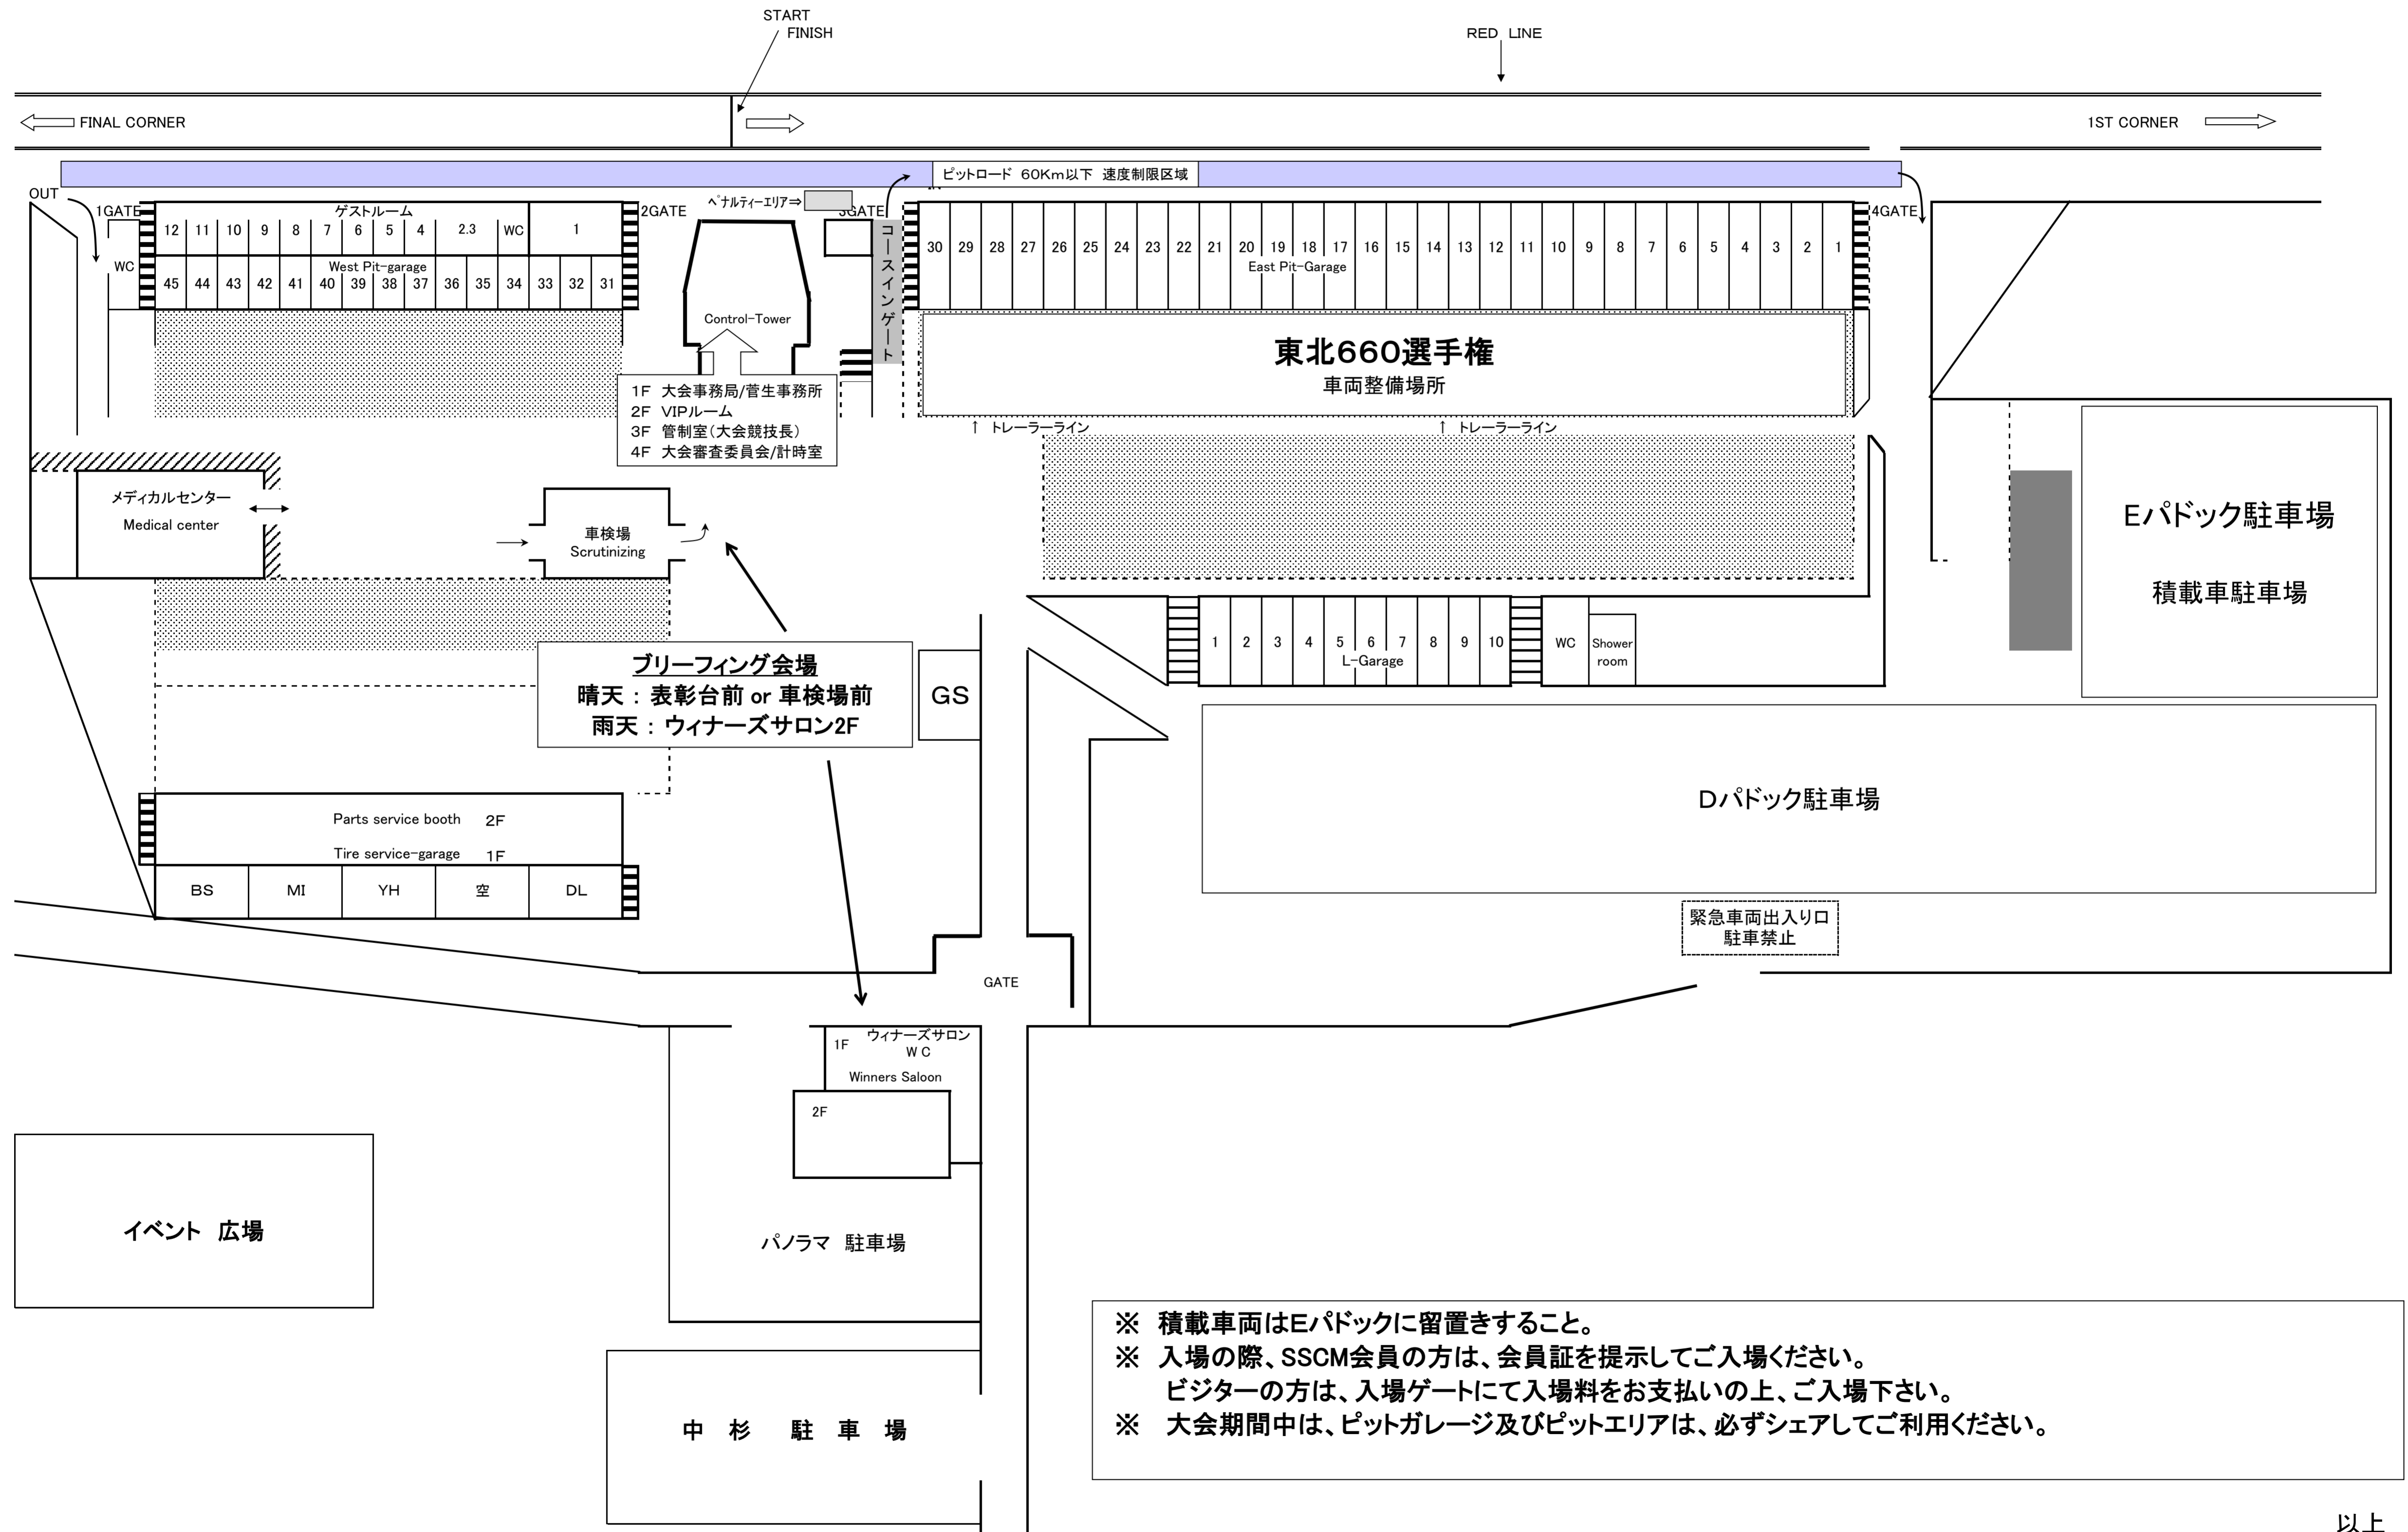 START
FINISH
RED LINE
FINAL CORNER
1ST CORNER
ピットロード 60Km以下 速度制限区域
OUT
1GATE
ゲストルーム
2GATE
ペナルティーエリア⇒
3GATE
4GATE
12 11 10 9 8 7 6 5 4 2.3 WC 1
WC
West Pit-garage
45 44 43 42 41 40 39 38 37 36 35 34 33 32 31
コースインゲート
30 29 28 27 26 25 24 23 22 21 20 19 18 17 16 15 14 13 12 11 10 9 8 7 6 5 4 3 2 1
East Pit-Garage
Control-Tower
東北660選手権
車両整備場所
1F 大会事務局/菅生事務所
2F VIPルーム
3F 管制室(大会競技長)
4F 大会審査委員会/計時室
↑ トレーラーライン
↑ トレーラーライン
メディカルセンター
Medical center
車検場
Scrutinizing
Eパドック駐車場
積載車駐車場
1 2 3 4 5 6 7 8 9 10
L-Garage
WC
Shower
room
ブリーフィング会場
晴天 : 表彰台前 or 車検場前
雨天 : ウィナーズサロン2F
GS
Dパドック駐車場
Parts service booth 2F
Tire service-garage 1F
BS MI YH 空 DL
緊急車両出入り口
駐車禁止
GATE
1F ウィナーズサロン
W C
Winners Saloon
2F
イベント 広場
パノラマ 駐車場
中 杉 駐 車 場
※ 積載車両はEパドックに留置きすること。
※ 入場の際、SSCM会員の方は、会員証を提示してご入場ください。
ビジターの方は、入場ゲートにて入場料をお支払いの上、ご入場下さい。
※ 大会期間中は、ピットガレージ及びピットエリアは、必ずシェアしてご利用ください。
以上